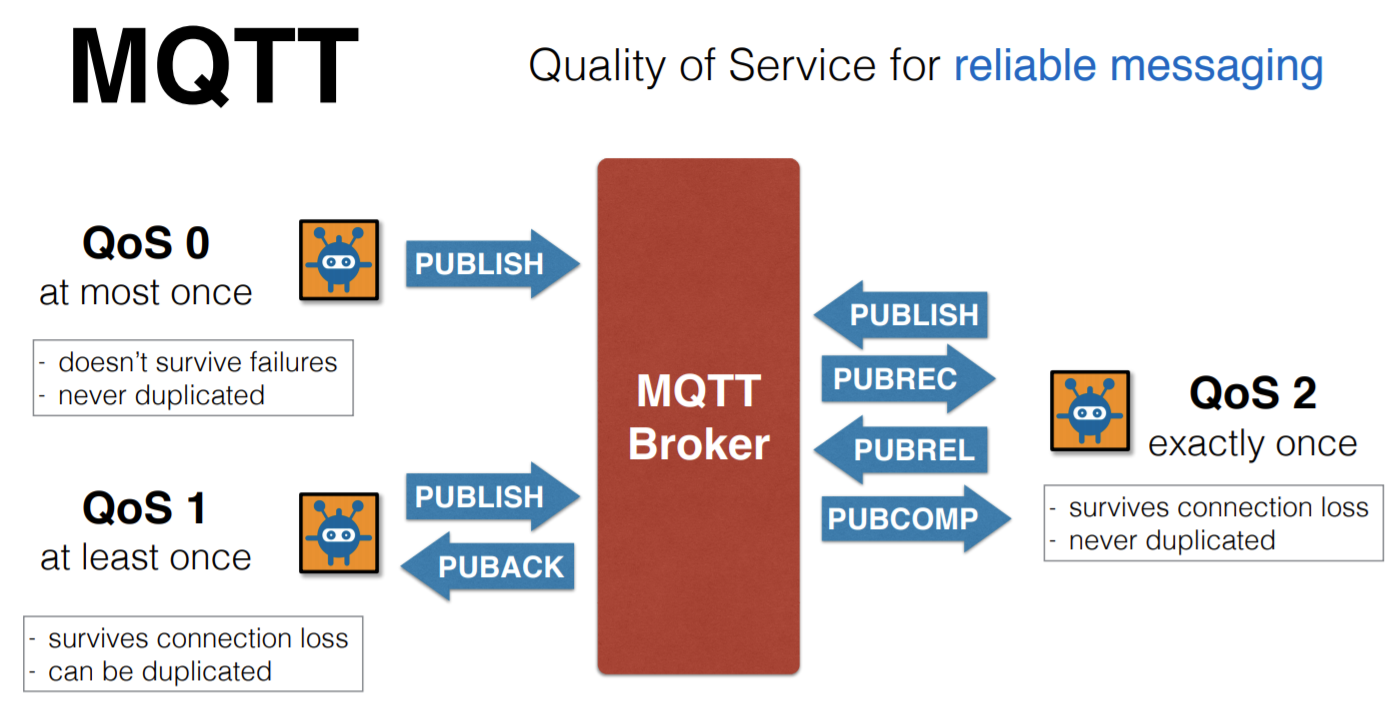 MQTT
Quality of Service for reliable messaging
QoS 0
at most once
- doesn’t survive failures
- never duplicated
PUBLISH
QoS 1
at least once
- survives connection loss
- can be duplicated
PUBLISH
PUBACK
MQTT
Broker
PUBLISH
PUBREC
PUBREL
PUBCOMP
QoS 2
exactly once
- survives connection loss
- never duplicated